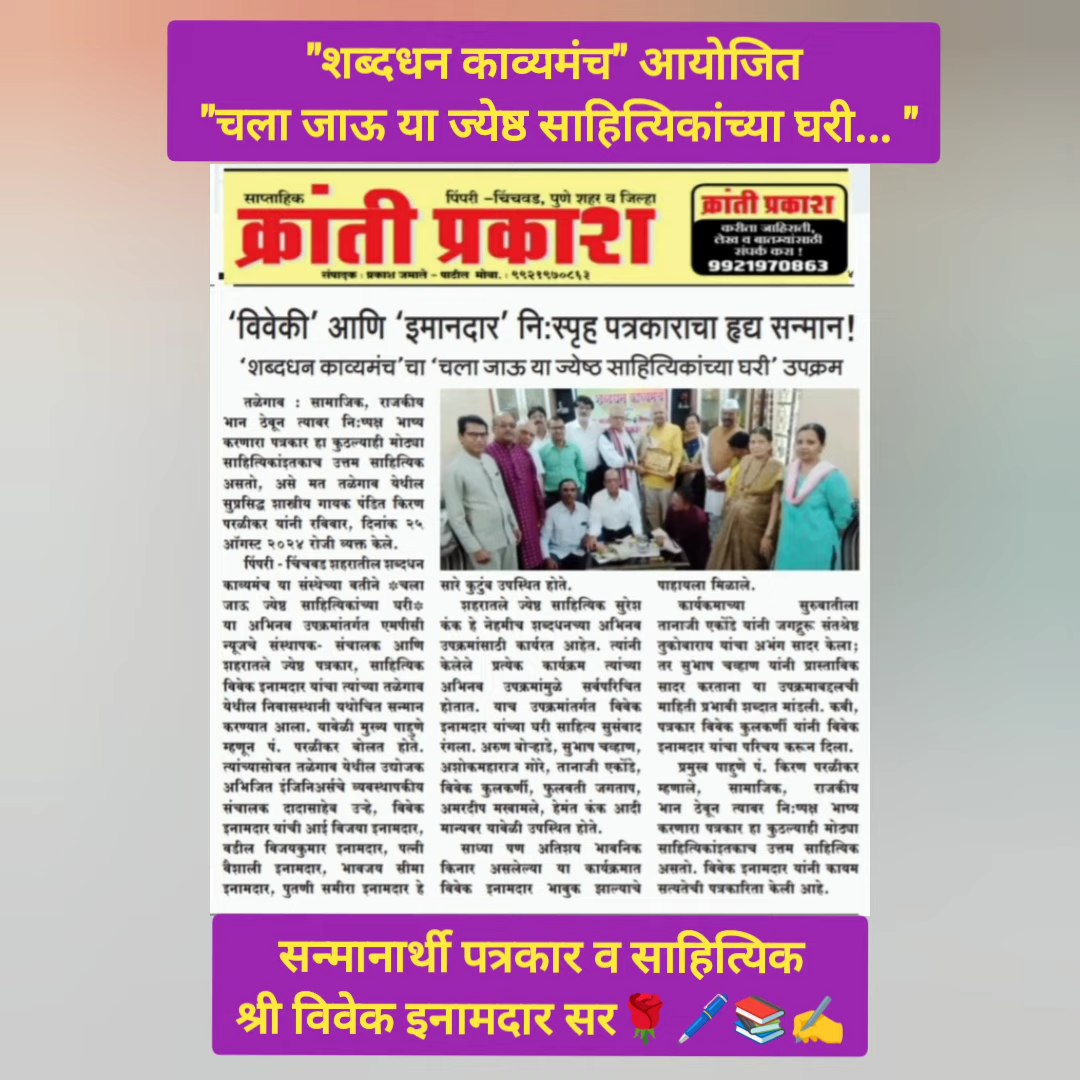 "शब्दधन काव्यमंच" आयोजित
"चला जाऊ या ज्येष्ठ साहित्यिकांच्या घरी... "
साप्ताहिक
पिंपरी –चिंचवड, पुणे शहर व जिल्हा
क्रांती प्रकाश
संपादक : प्रकाश जमाले – पाटील मोबा. : ९९२१९७०८६३
क्रांती प्रकाश
करीता जाहिराती,
लेख व बातम्यांसाठी
संपर्क करा !
9921970863
'विवेकी' आणि 'इमानदार' नि:स्पृह पत्रकाराचा हृद्य सन्मान!
'शब्दधन काव्यमंच'चा 'चला जाऊ या ज्येष्ठ साहित्यिकांच्या घरी' उपक्रम
तळेगाव : सामाजिक, राजकीय
भान ठेवून त्यावर नि:ष्पक्ष भाष्य
करणारा पत्रकार हा कुठल्याही मोठ्या
साहित्यिकांइतकाच उत्तम साहित्यिक
असतो, असे मत तळेगाव येथील
सुप्रसिद्ध शास्त्रीय गायक पंडित किरण
परळीकर यांनी रविवार, दिनांक २५
ऑगस्ट २०२४ रोजी व्यक्त केले.
पिंपरी - चिंचवड शहरातील शब्दधन
काव्यमंच या संस्थेच्या वतीने *चला
जाऊ ज्येष्ठ साहित्यिकांच्या घरी*
या अभिनव उपक्रमांतर्गत एमपीसी
न्यूजचे संस्थापक- संचालक आणि
शहरातले ज्येष्ठ पत्रकार, साहित्यिक
विवेक इनामदार यांचा त्यांच्या तळेगाव
येथील निवासस्थानी यथोचित सन्मान
करण्यात आला. यावेळी मुख्य पाहुणे
म्हणून पं. परळीकर बोलत होते.
त्यांच्यासोबत तळेगाव येथील उद्योजक
अभिजित इंजिनिअर्सचे व्यवस्थापकीय
संचालक दादासाहेब उऱ्हे, विवेक
इनामदार यांची आई विजया इनामदार,
वडील विजयकुमार इनामदार, पत्नी
वैशाली इनामदार, भावजय सीमा
इनामदार, पुतणी समीरा इनामदार हे
सारे कुटुंब उपस्थित होते.
शहरातले ज्येष्ठ साहित्यिक सुरेश
कंक हे नेहमीच शब्दधनच्या अभिनव
उपक्रमांसाठी कार्यरत आहेत. त्यांनी
केलेले प्रत्येक कार्यक्रम त्यांच्या
अभिनव उपक्रमांमुळे सर्वपरिचित
होतात. याच उपक्रमांतर्गत विवेक
इनामदार यांच्या घरी साहित्य सुसंवाद
रंगला. अरुण बोऱ्हाडे, सुभाष चव्हाण,
अशोकमहाराज गोरे, तानाजी एकोंडे,
विवेक कुलकर्णी, फुलवती जगताप,
अमरदीप मखामले, हेमंत कंक आदी
मान्यवर यावेळी उपस्थित होते.
साध्या पण अतिशय भावनिक
किनार असलेल्या या कार्यक्रमात
विवेक इनामदार भावुक झाल्याचे
पाहायला मिळाले.
कार्यकमाच्या सुरुवातीला
तानाजी एकोंडे यांनी जगद्गुरू संतश्रेष्ठ
तुकोबाराय यांचा अभंग सादर केला;
तर सुभाष चव्हाण यांनी प्रास्ताविक
सादर करताना या उपक्रमाबद्दलची
माहिती प्रभावी शब्दात मांडली. कवी,
पत्रकार विवेक कुलकर्णी यांनी विवेक
इनामदार यांचा परिचय करून दिला.
प्रमुख पाहुणे पं. किरण परळीकर
म्हणाले, सामाजिक, राजकीय
भान ठेवून त्यावर नि:ष्पक्ष भाष्य
करणारा पत्रकार हा कुठल्याही मोठ्या
साहित्यिकांइतकाच उत्तम साहित्यिक
असतो. विवेक इनामदार यांनी कायम
सत्यतेची पत्रकारिता केली आहे.
सन्मानार्थी पत्रकार व साहित्यिक
श्री विवेक इनामदार सर🌹🖊️📚✍️